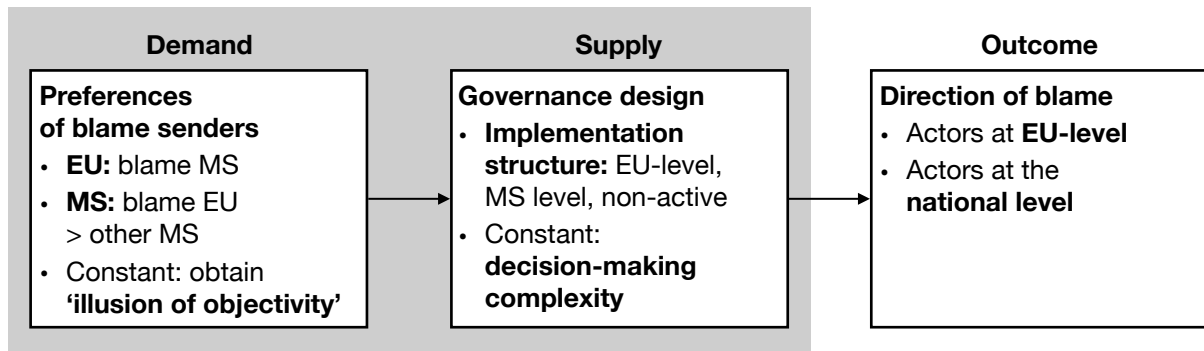 Demand
Preferences
of blame senders
• EU: blame MS
• MS: blame EU
> other MS
• Constant: obtain
‘illusion of objectivity’
Supply
Governance design
• Implementation
structure: EU-level,
MS level, non-active
• Constant:
decision-making
complexity
Outcome
Direction of blame
• Actors at EU-level
• Actors at the
national level